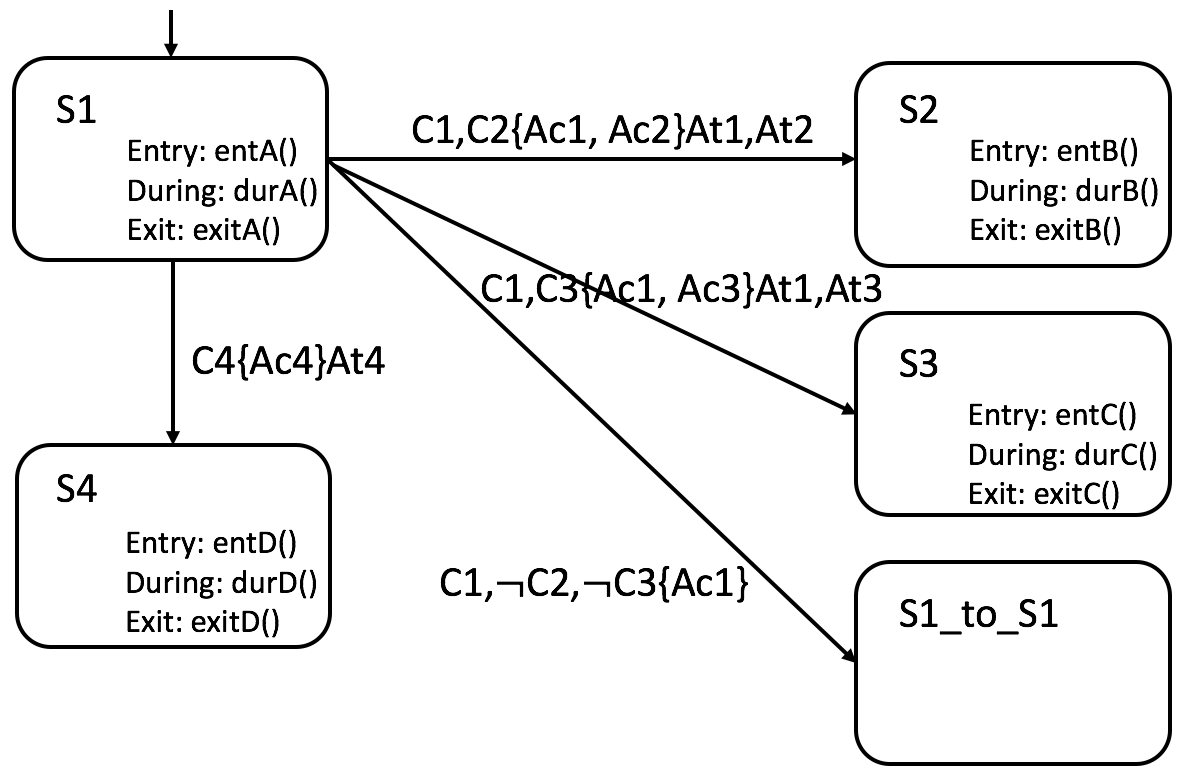 S1
Entry: entA()
During: durA()
Exit: exitA()
C1,C2{Ac1, Ac2}At1,At2
S2
Entry: entB()
During: durB()
Exit: exitB()
C1,C3{Ac1, Ac3}At1,At3
S3
Entry: entC()
During: durC()
Exit: exitC()
C4{Ac4}At4
S4
Entry: entD()
During: durD()
Exit: exitD()
C1,¬C2,¬C3{Ac1}
S1_to_S1